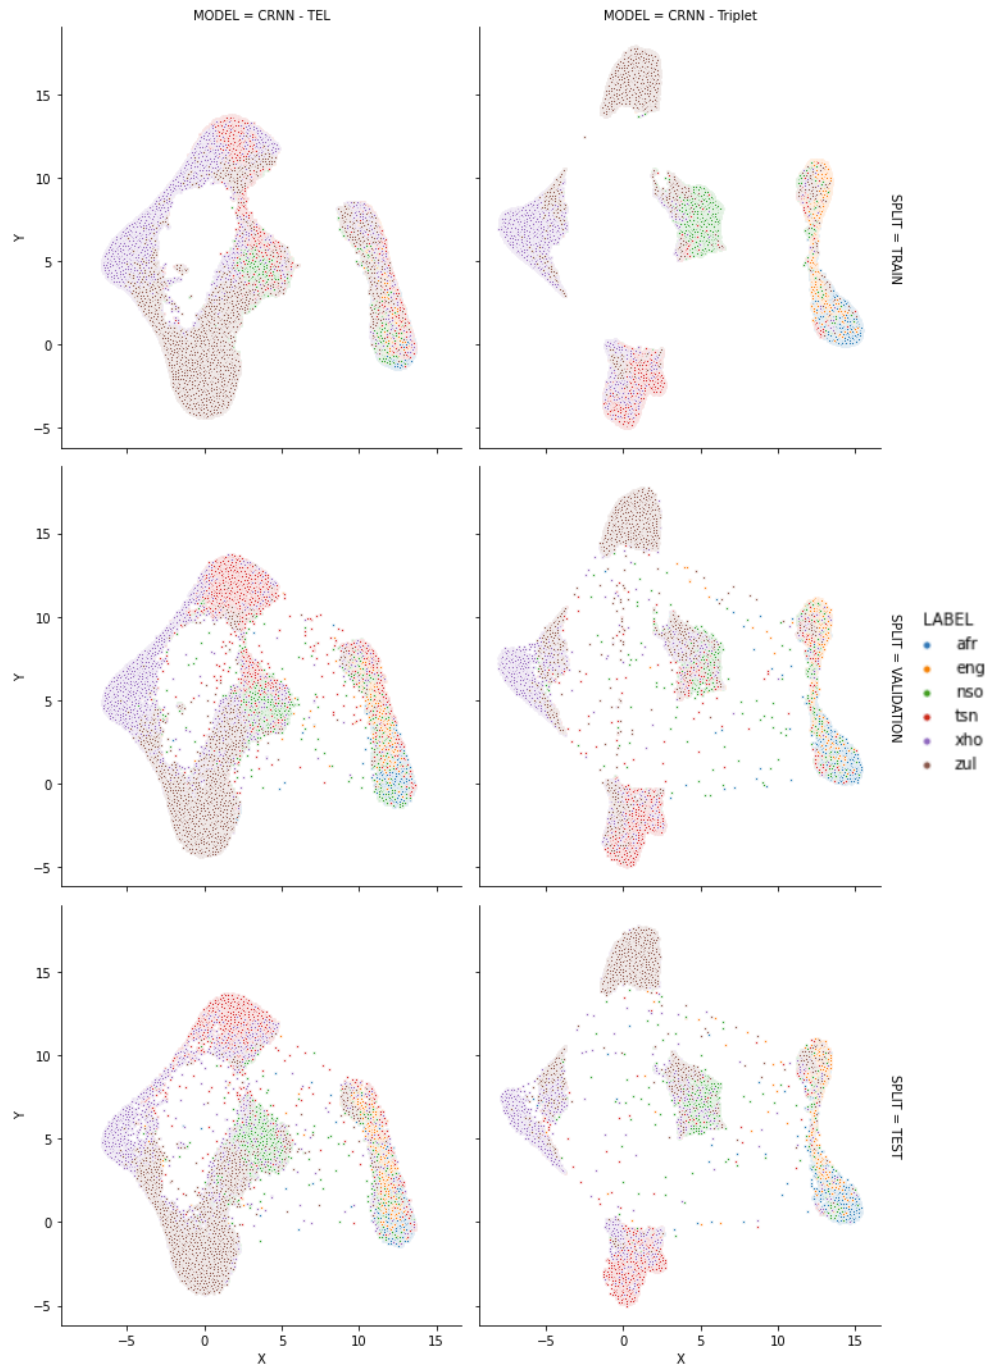 MODEL = CRNN - TEL
MODEL = CRNN - Triplet
15
10
5
0
−5
Y
SPLIT = TRAIN
15
10
5
0
−5
Y
SPLIT = VALIDATION
LABEL
afr
eng
nso
tsn
xho
zul
15
10
5
0
−5
Y
SPLIT = TEST
−5 0 5 10 15
X
−5 0 5 10 15
X